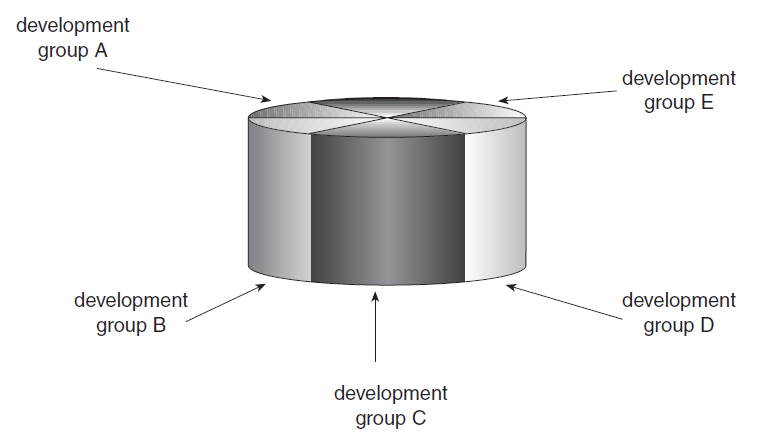 development
group A
development
group E
development
group B
development
group D
development
group C